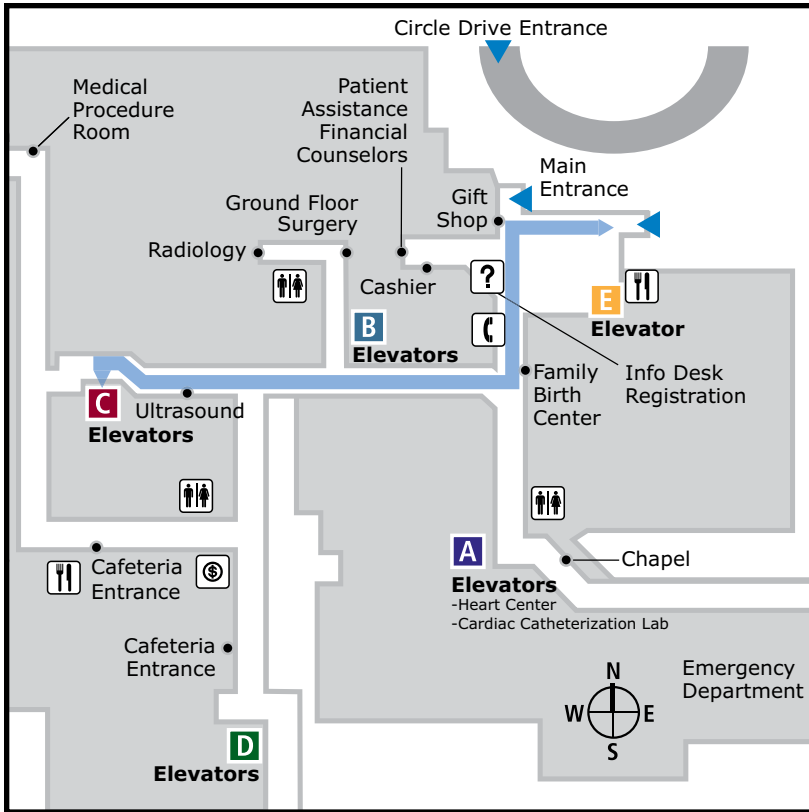 Circle Drive Entrance
Medical
Procedure
Room
Patient
Assistance
Financial
Counselors
Main
Entrance
Gift
Shop
Ground Floor
Surgery
Radiology
Cashier
?
E
Elevator
B
Elevators
Info Desk
Registration
Family
Birth
Center
C
Elevators
Ultrasound
A
Elevators
-Heart Center
-Cardiac Catheterization Lab
Chapel
Cafeteria
Entrance
$
Cafeteria
Entrance
Emergency
Department
N
W E
S
D
Elevators